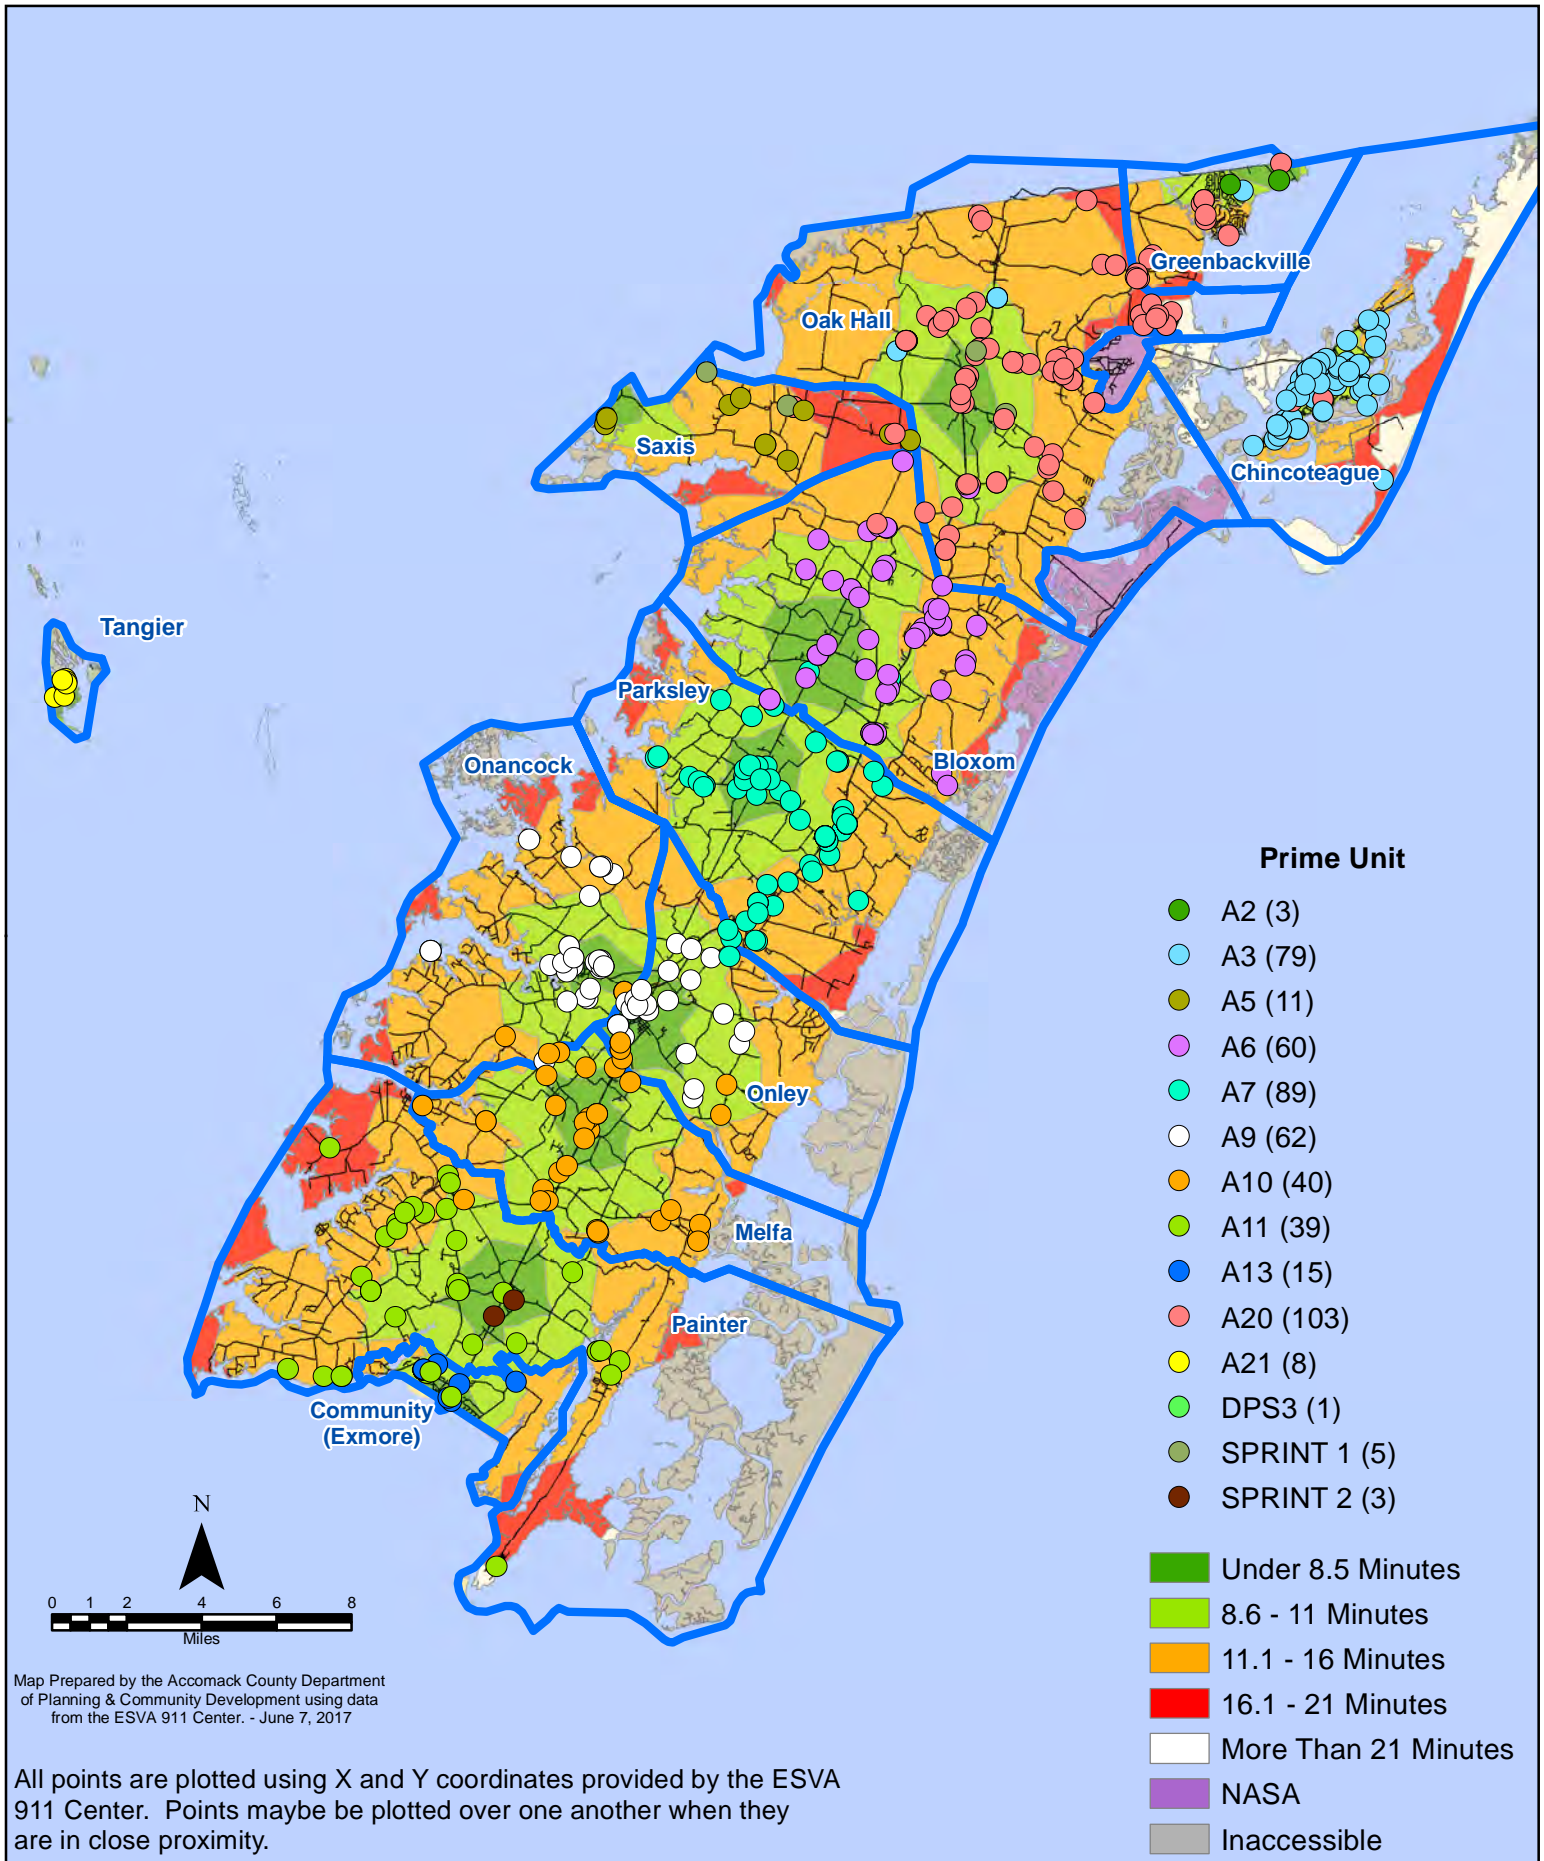 Greenbackville
Oak Hall
Saxis
Chincoteague
Tangier
Parksley
Onancock
Bloxom
Onley
Melfa
Painter
Community
(Exmore)
Prime Unit
A2 (3)
A3 (79)
A5 (11)
A6 (60)
A7 (89)
A9 (62)
A10 (40)
A11 (39)
A13 (15)
A20 (103)
A21 (8)
DPS3 (1)
SPRINT 1 (5)
SPRINT 2 (3)
Under 8.5 Minutes
8.6 - 11 Minutes
11.1 - 16 Minutes
16.1 - 21 Minutes
More Than 21 Minutes
NASA
Inaccessible
N
0 1 2 4 6 8
Miles
Map Prepared by the Accomack County Department
of Planning & Community Development using data
from the ESVA 911 Center. - June 7, 2017
All points are plotted using X and Y coordinates provided by the ESVA
911 Center. Points maybe be plotted over one another when they
are in close proximity.